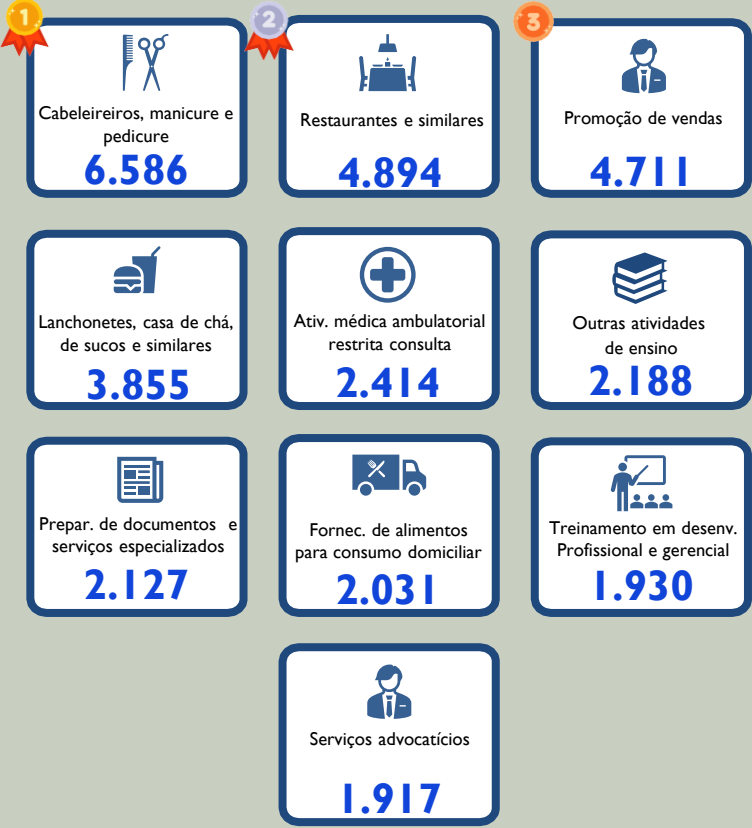 1
Cabeleireiros, manicure e
pedicure
6.586
2
Restaurantes e similares
4.894
3
Promoção de vendas
4.711
Lanchonetes, casa de chá,
de sucos e similares
3.855
Ativ. médica ambulatorial
restrita consulta
2.414
Outras atividades
de ensino
2.188
Prepar. de documentos e
serviços especializados
2.127
Fornec. de alimentos
para consumo domiciliar
2.031
Treinamento em desenv.
Profissional e gerencial
1.930
Serviços advocatícios
1.917